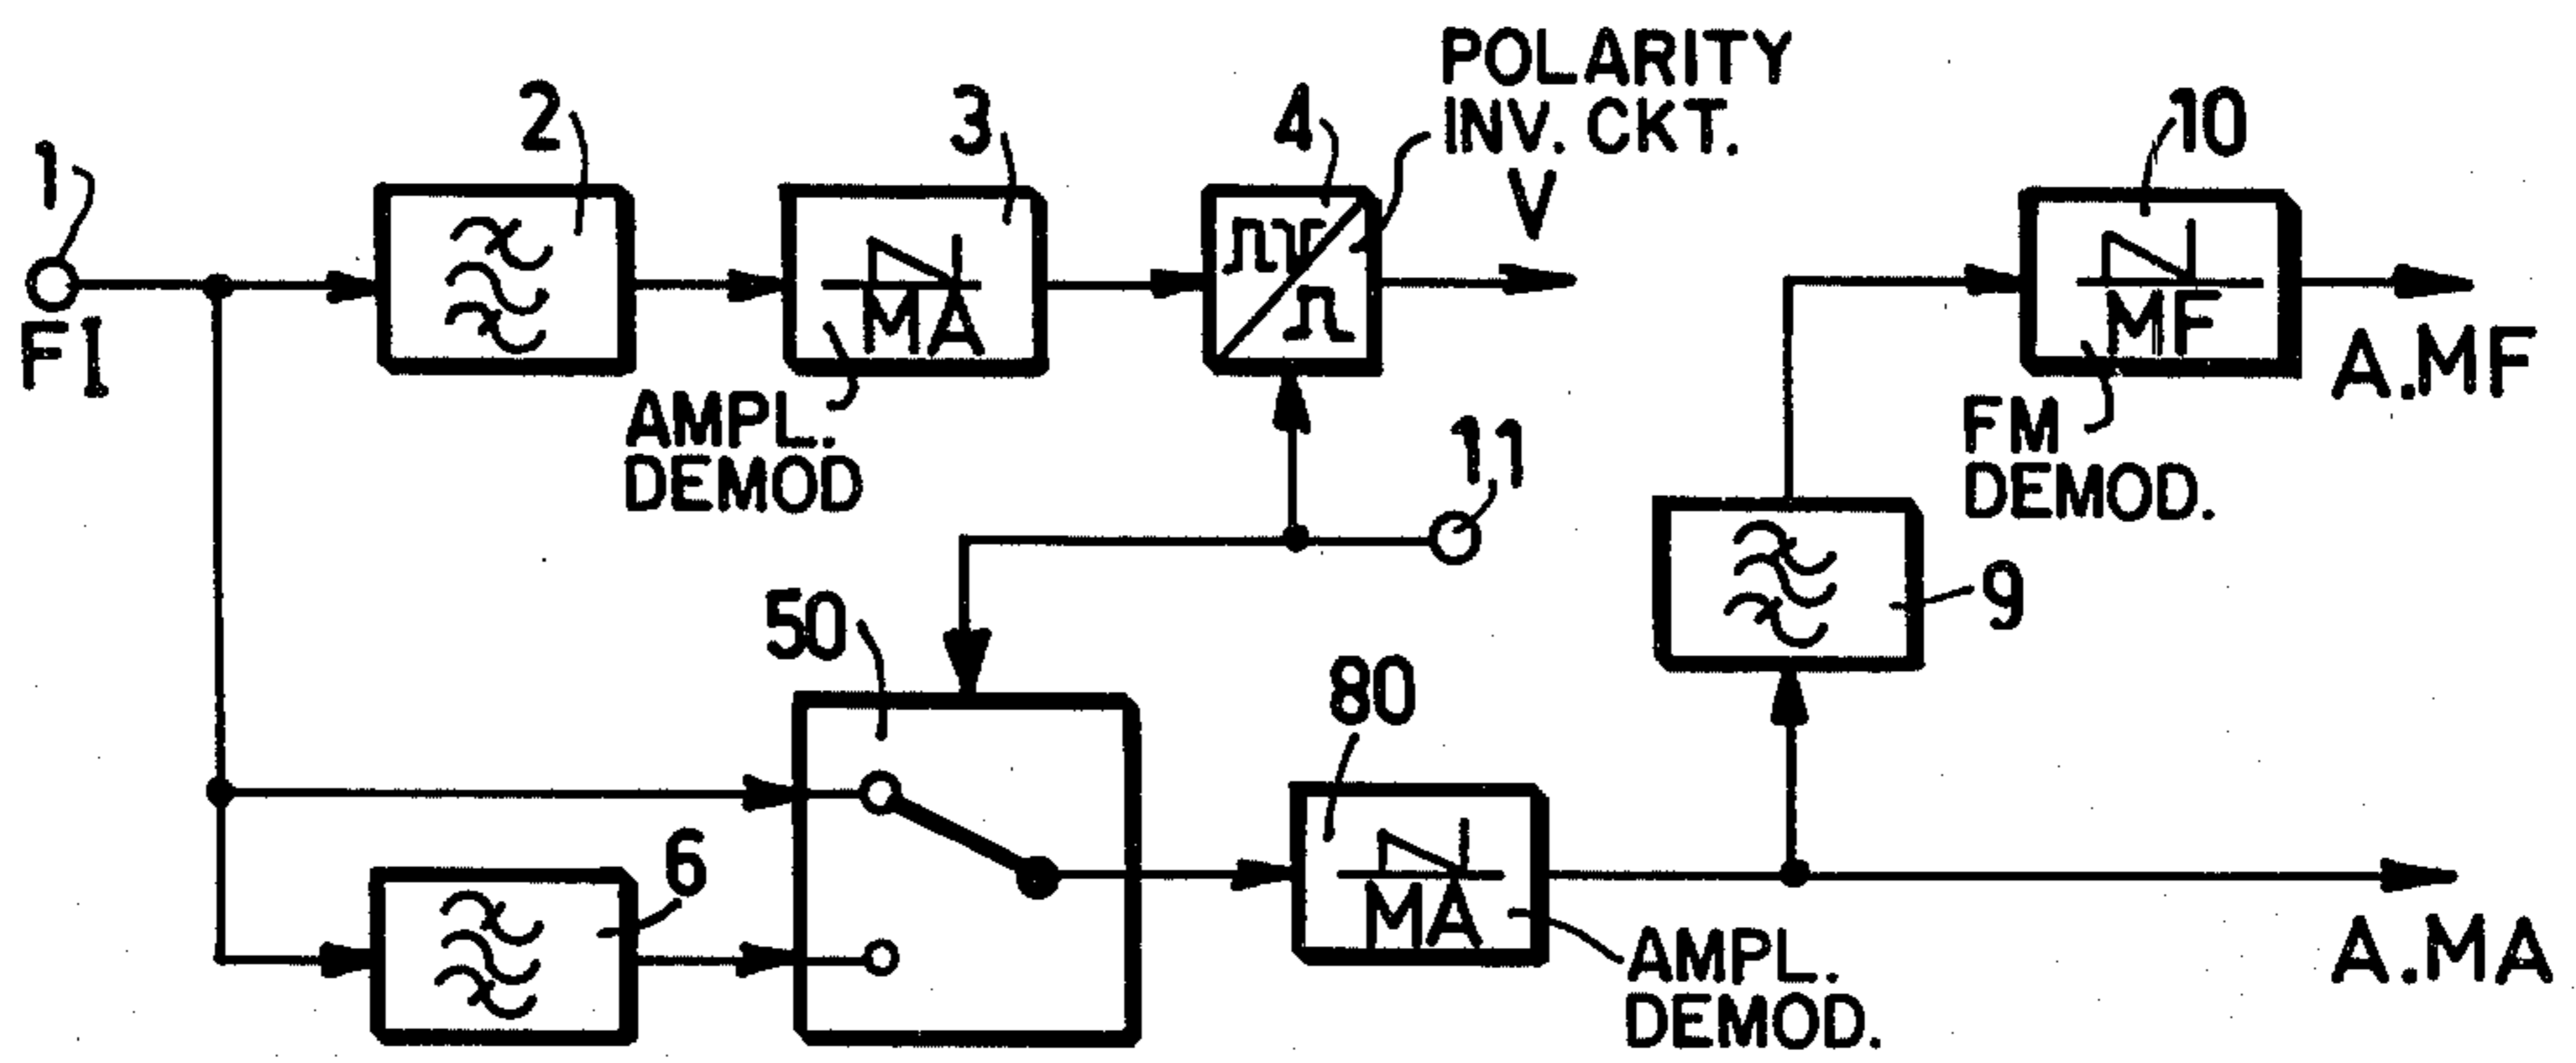 1
FI
2
3
MA
AMPL.
DEMOD
4
POLARITY
INV. CKT.
V
10
MF
A.MF
FM
DEMOD.
11
9
50
6
80
MA
AMPL.
DEMOD.
A.MA